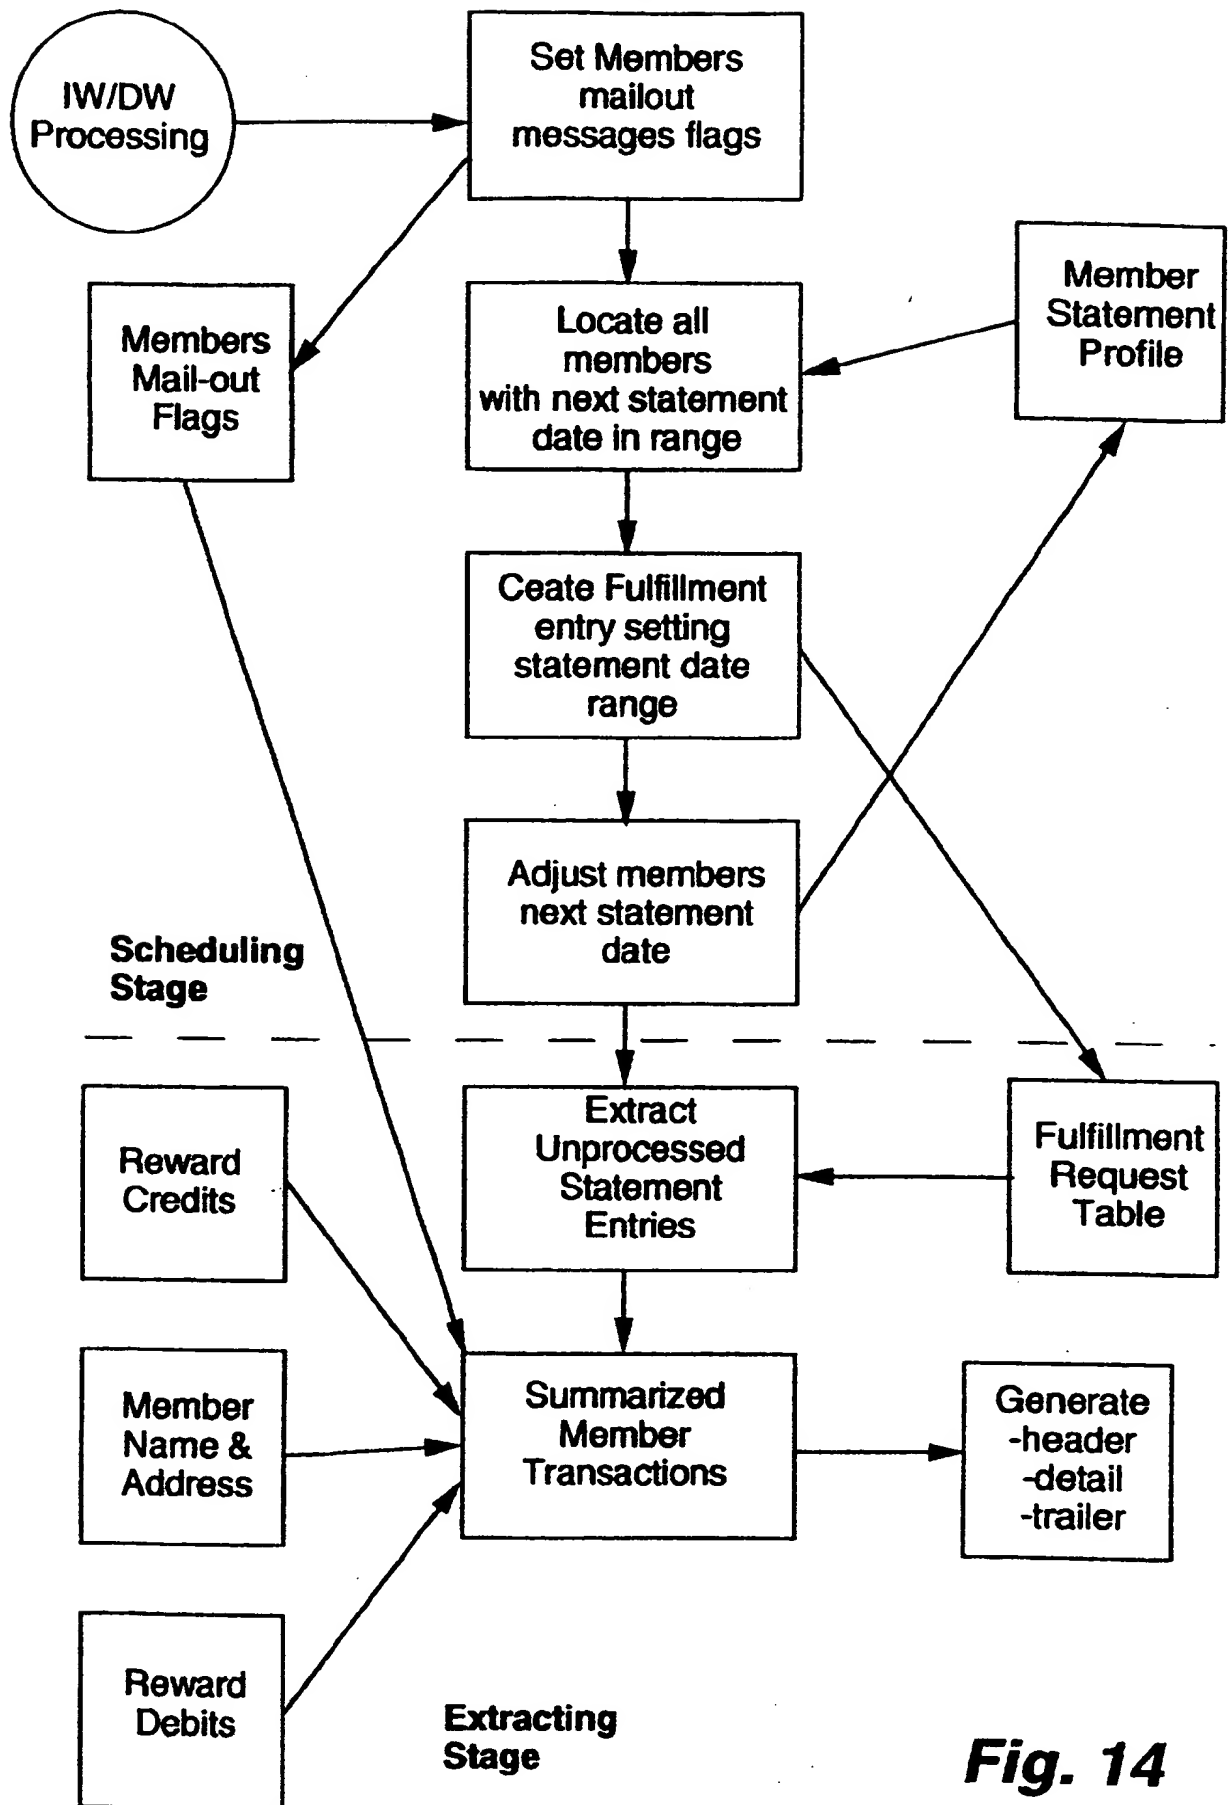 IW/DW
Processing
Set Members
mailout
messages flags
Members
Mail-out
Flags
Locate all
members
with next statement
date in range
Member
Statement
Profile
Ceate Fulfillment
entry setting
statement date
range
Adjust members
next statement
date
Scheduling
Stage
Reward
Credits
Extract
Unprocessed
Statement
Entries
Fulfillment
Request
Table
Member
Name &
Address
Summarized
Member
Transactions
Generate
-header
-detail
-trailer
Reward
Debits
Extracting
Stage
Fig. 14